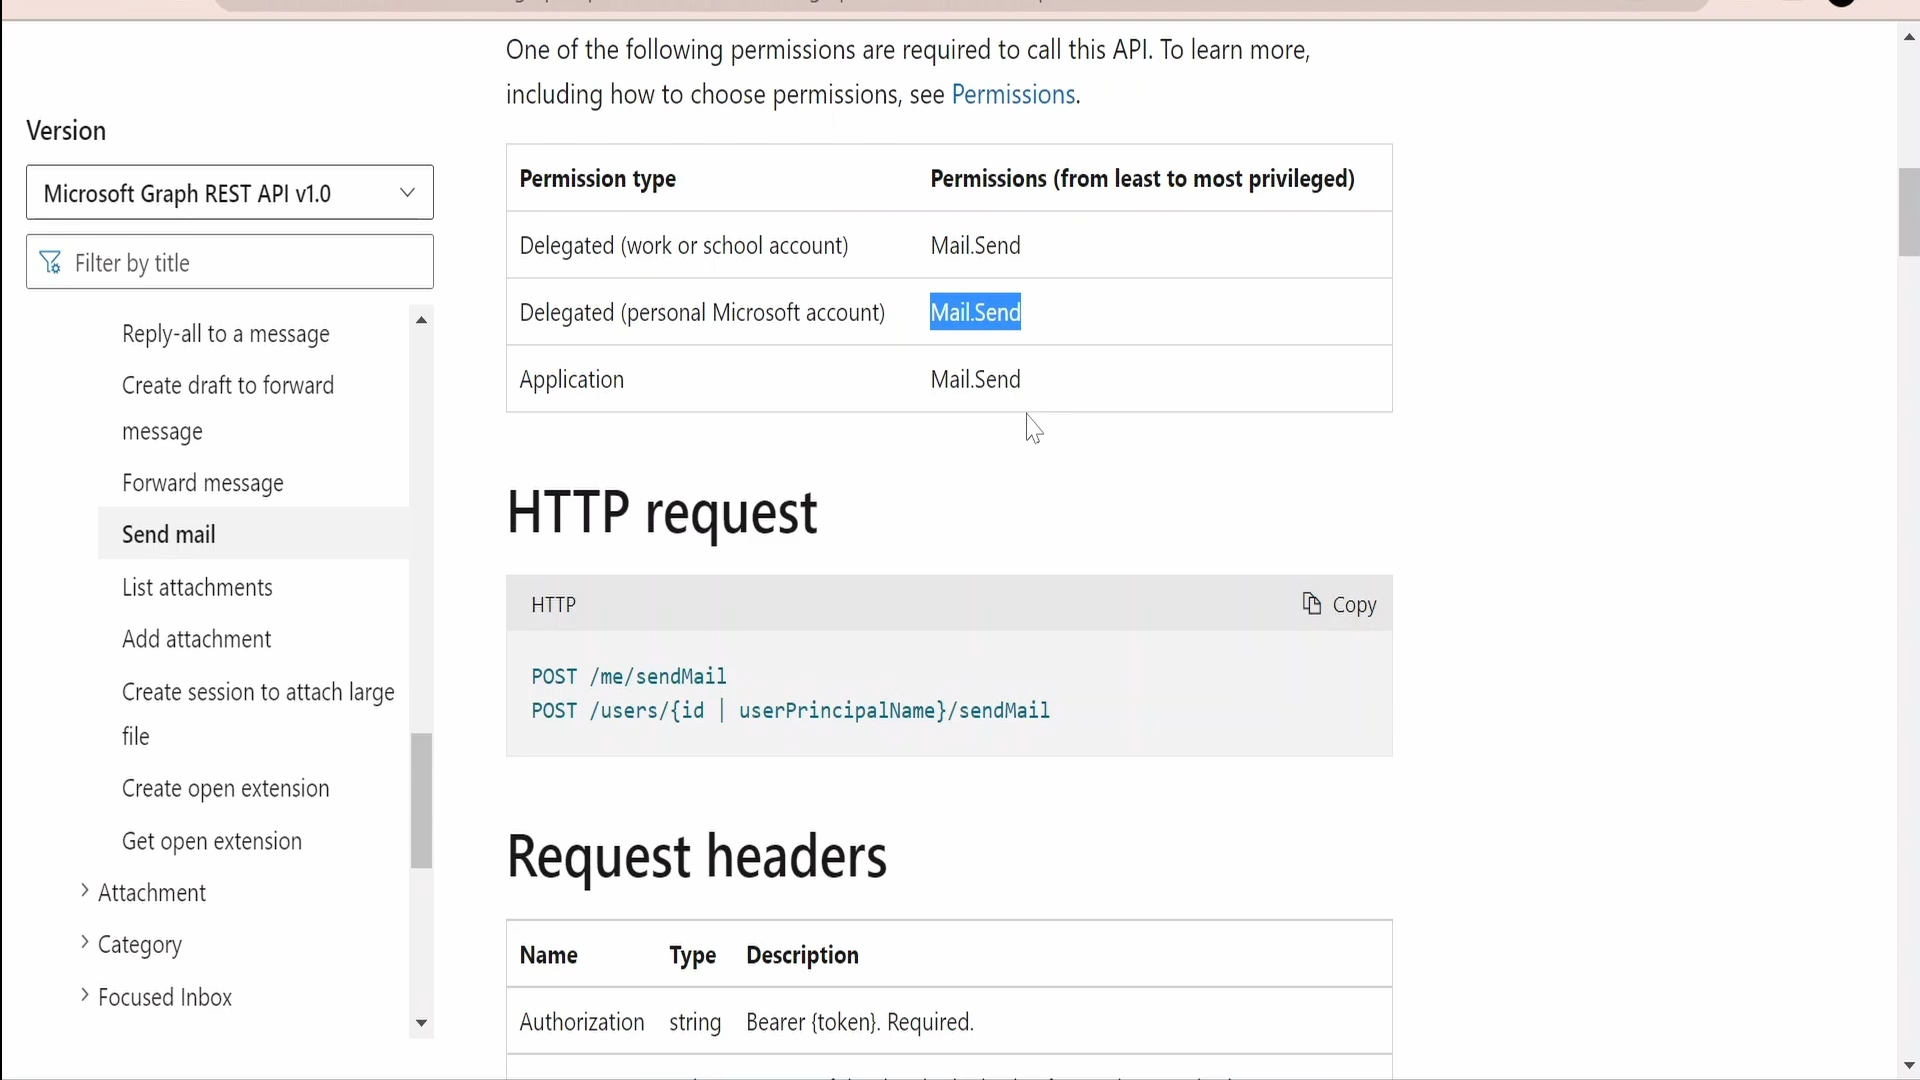 One of the following permissions are required to call this API. To learn more,
including how to choose permissions, see Permissions.
Version
Microsoft Graph REST API v1.0
Filter by title
Reply-all to a message
Create draft to forward
message
Forward message
Send mail
List attachments
Add attachment
Create session to attach large
file
Create open extension
Get open extension
Attachment
Category
Focused Inbox
Permission type Permissions (from least to most privileged)
Delegated (work or school account) Mail.Send
Delegated (personal Microsoft account) Mail.Send
Application Mail.Send
HTTP request
HTTP Copy
POST /me/sendMail
POST /users/{id | userPrincipalName}/sendMail
Request headers
Name Type Description
Authorization string Bearer {token}. Required.